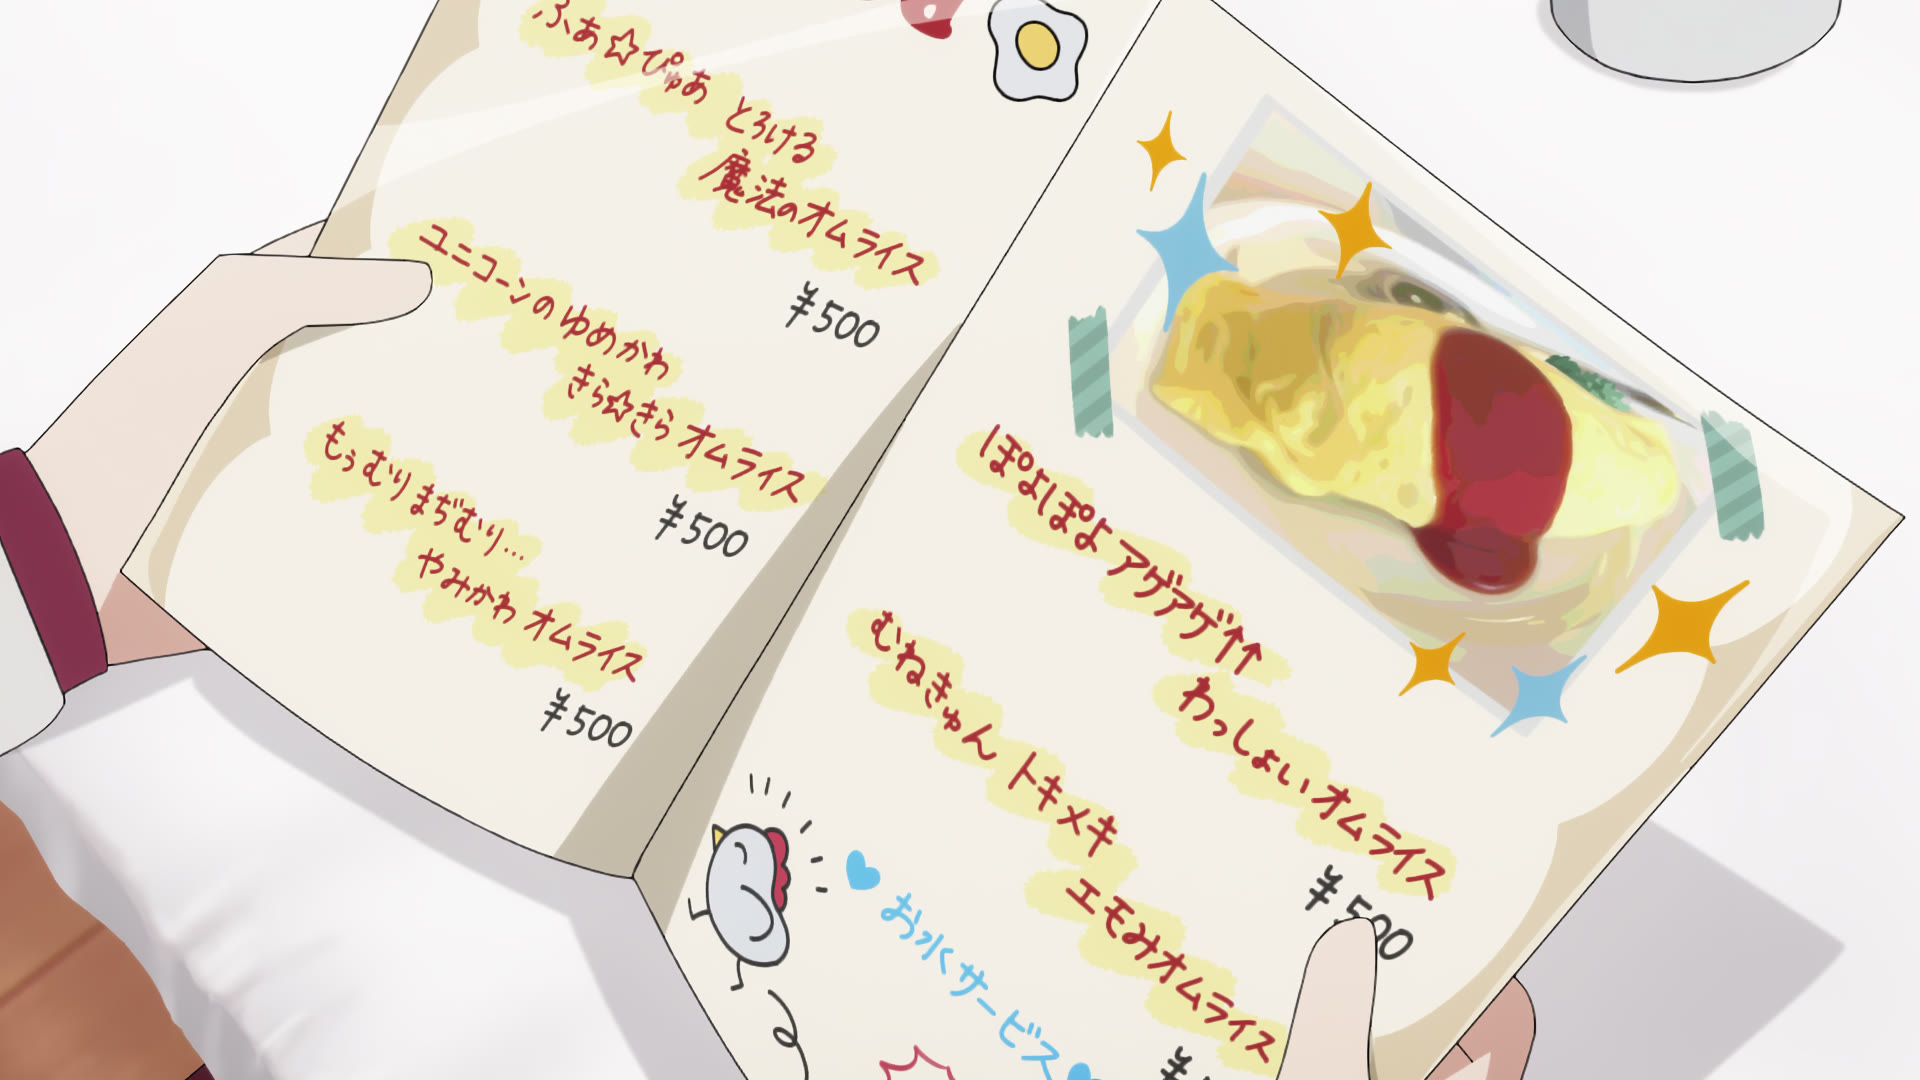 ふあ☆ぴゅあ とろける
魔法のオムライス
¥500
ユニコーンの ゆめかわ
きら☆きら オムライス
¥500
もぅ むり まぢむり…
やみかわ オムライス
¥500
ぽよぽよ アゲアゲ↑↑
わっしょいオムライス
¥500
むねきゅん トキメキ
エモみオムライス
¥
お水サービス